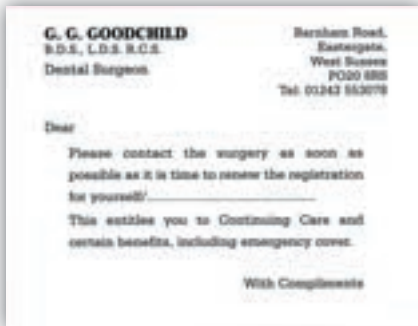 G. G. GOODCHILD
B.D.S., L.D.S. R.C.S.
Dental Surgeon
Barnham Road,
Eastergate,
West Sussex
PO20
Tel: 01243 553078
Dear
Please contact the surgery as soon as
possible as it is time to renew the registration
for yourself/
This entitles you to Continuing Care and
certain benefits, including emergency cover.
With Compliments